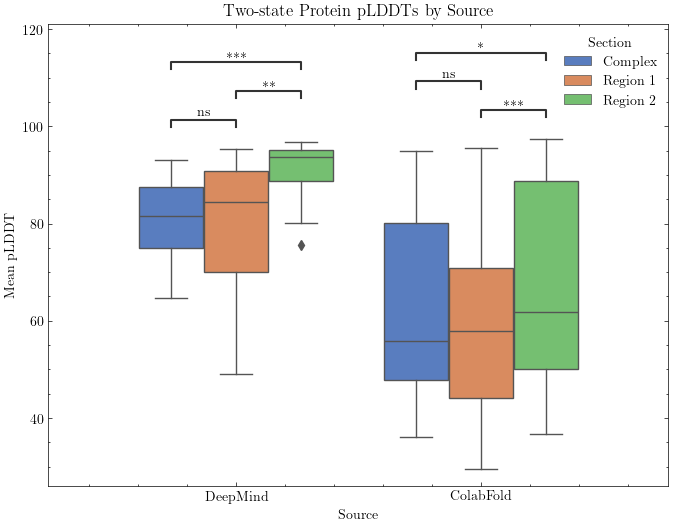 Two-state Protein pLDDTs by Source
120
100
80
60
40
Mean pLDDT
***
**
ns
*
ns
***
Section
Complex
Region 1
Region 2
DeepMind
ColabFold
Source